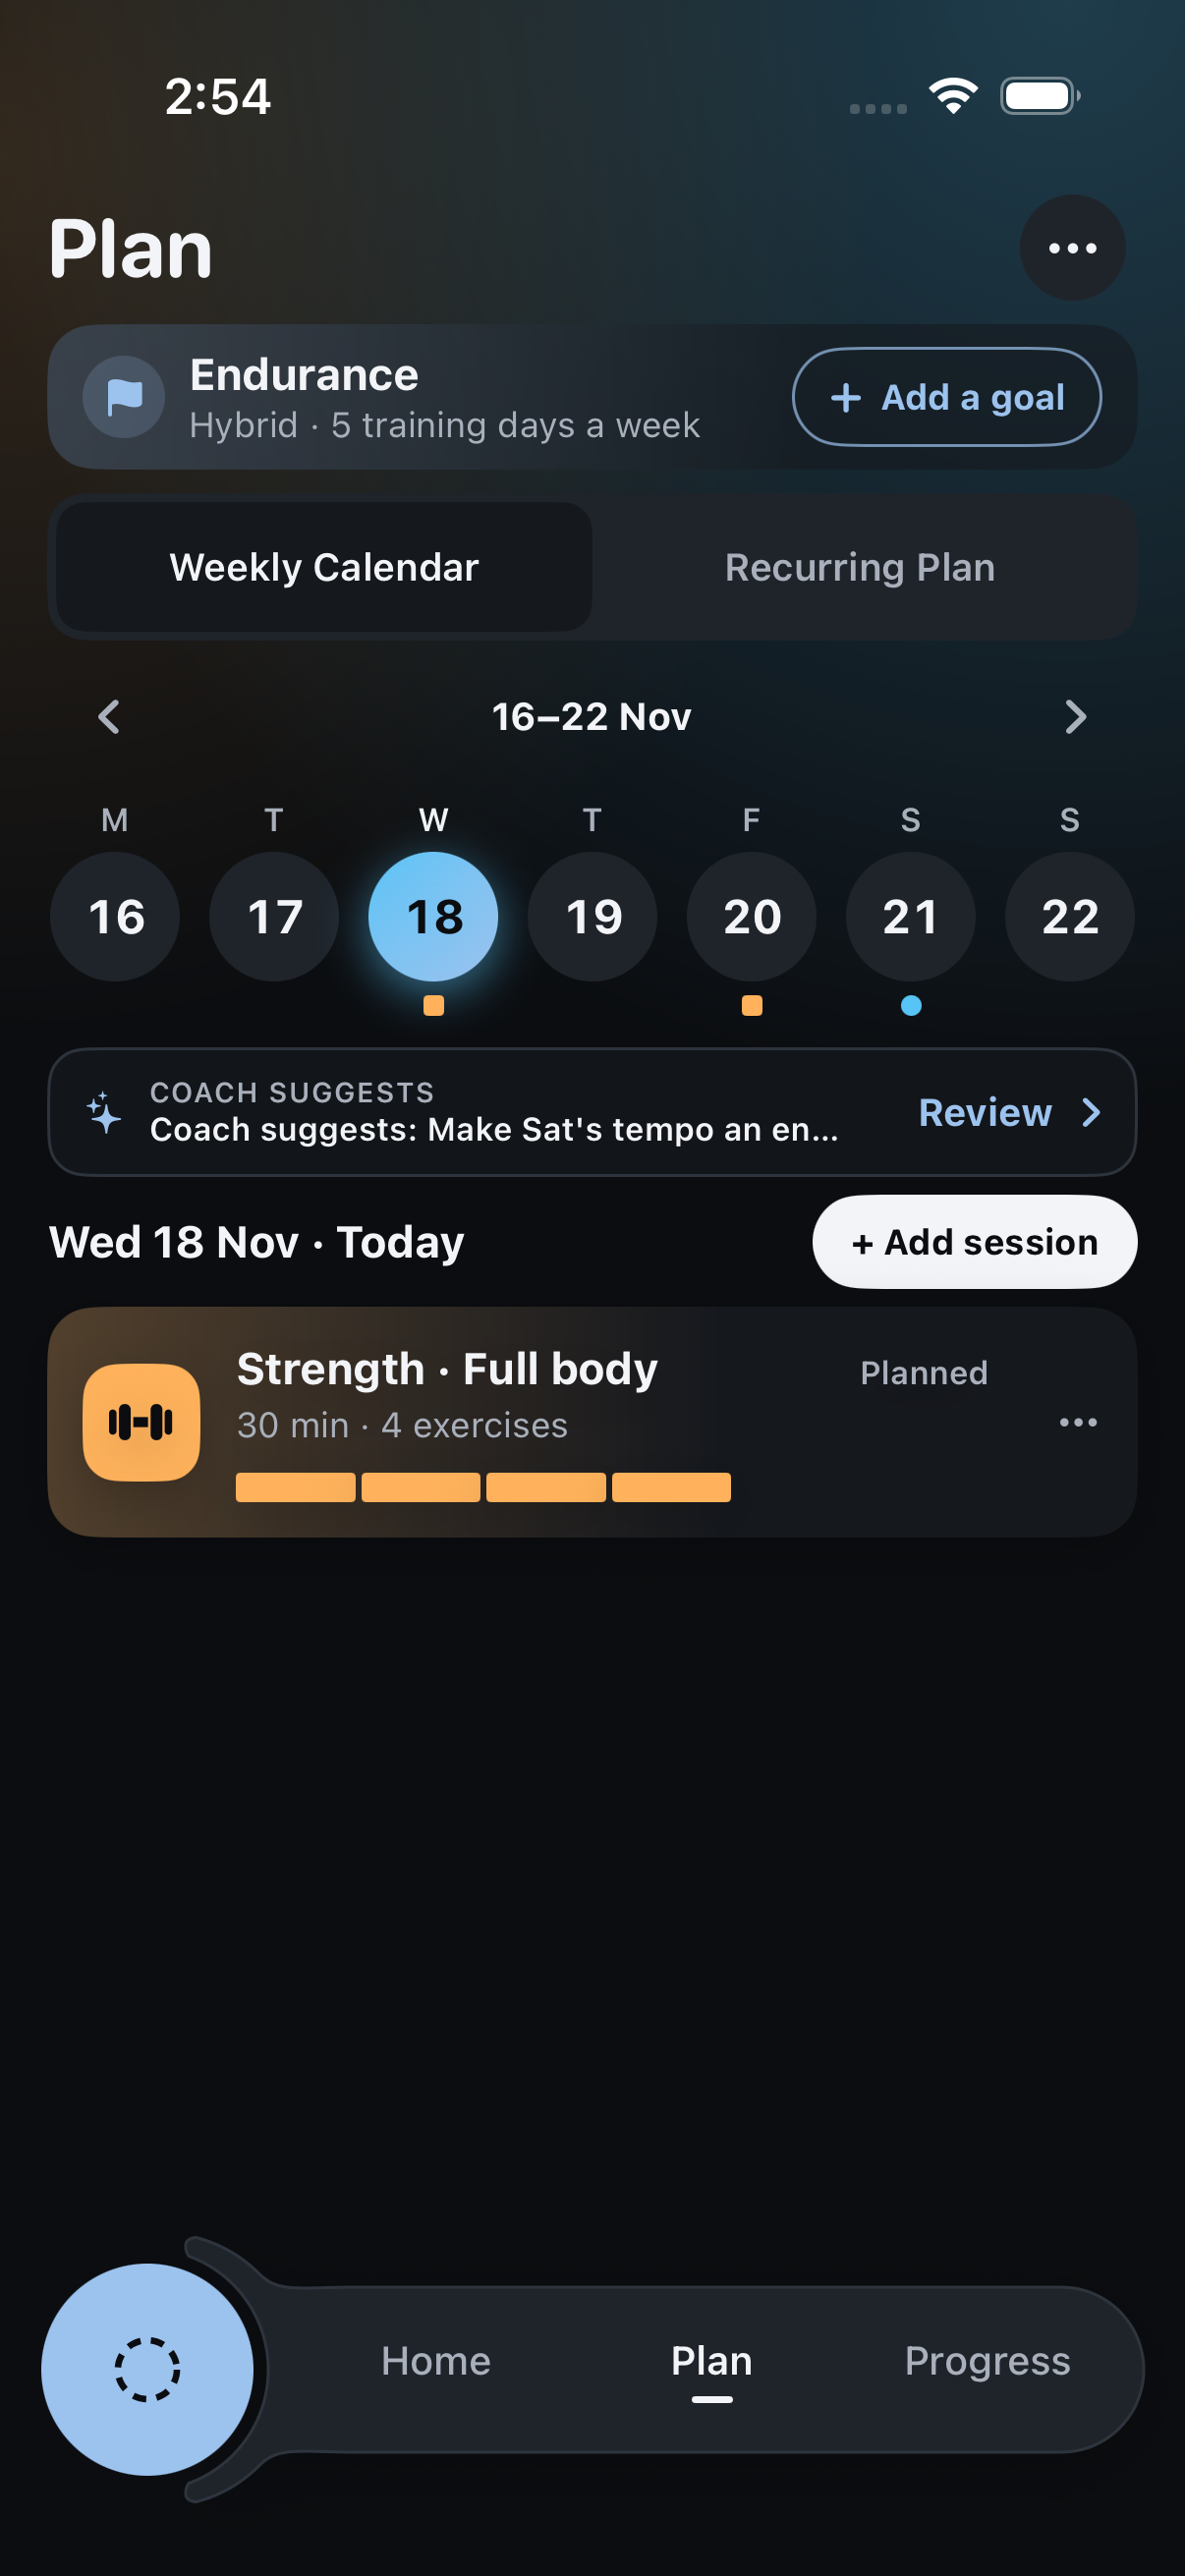 2:54
Plan
Endurance
Hybrid · 5 training days a week
+ Add a goal
Weekly Calendar
Recurring Plan
16–22 Nov
M T W T F S S
16 17 18 19 20 21 22
COACH SUGGESTS
Coach suggests: Make Sat's tempo an en...
Review
Wed 18 Nov · Today
+ Add session
Strength · Full body
Planned
30 min · 4 exercises
Home Plan Progress